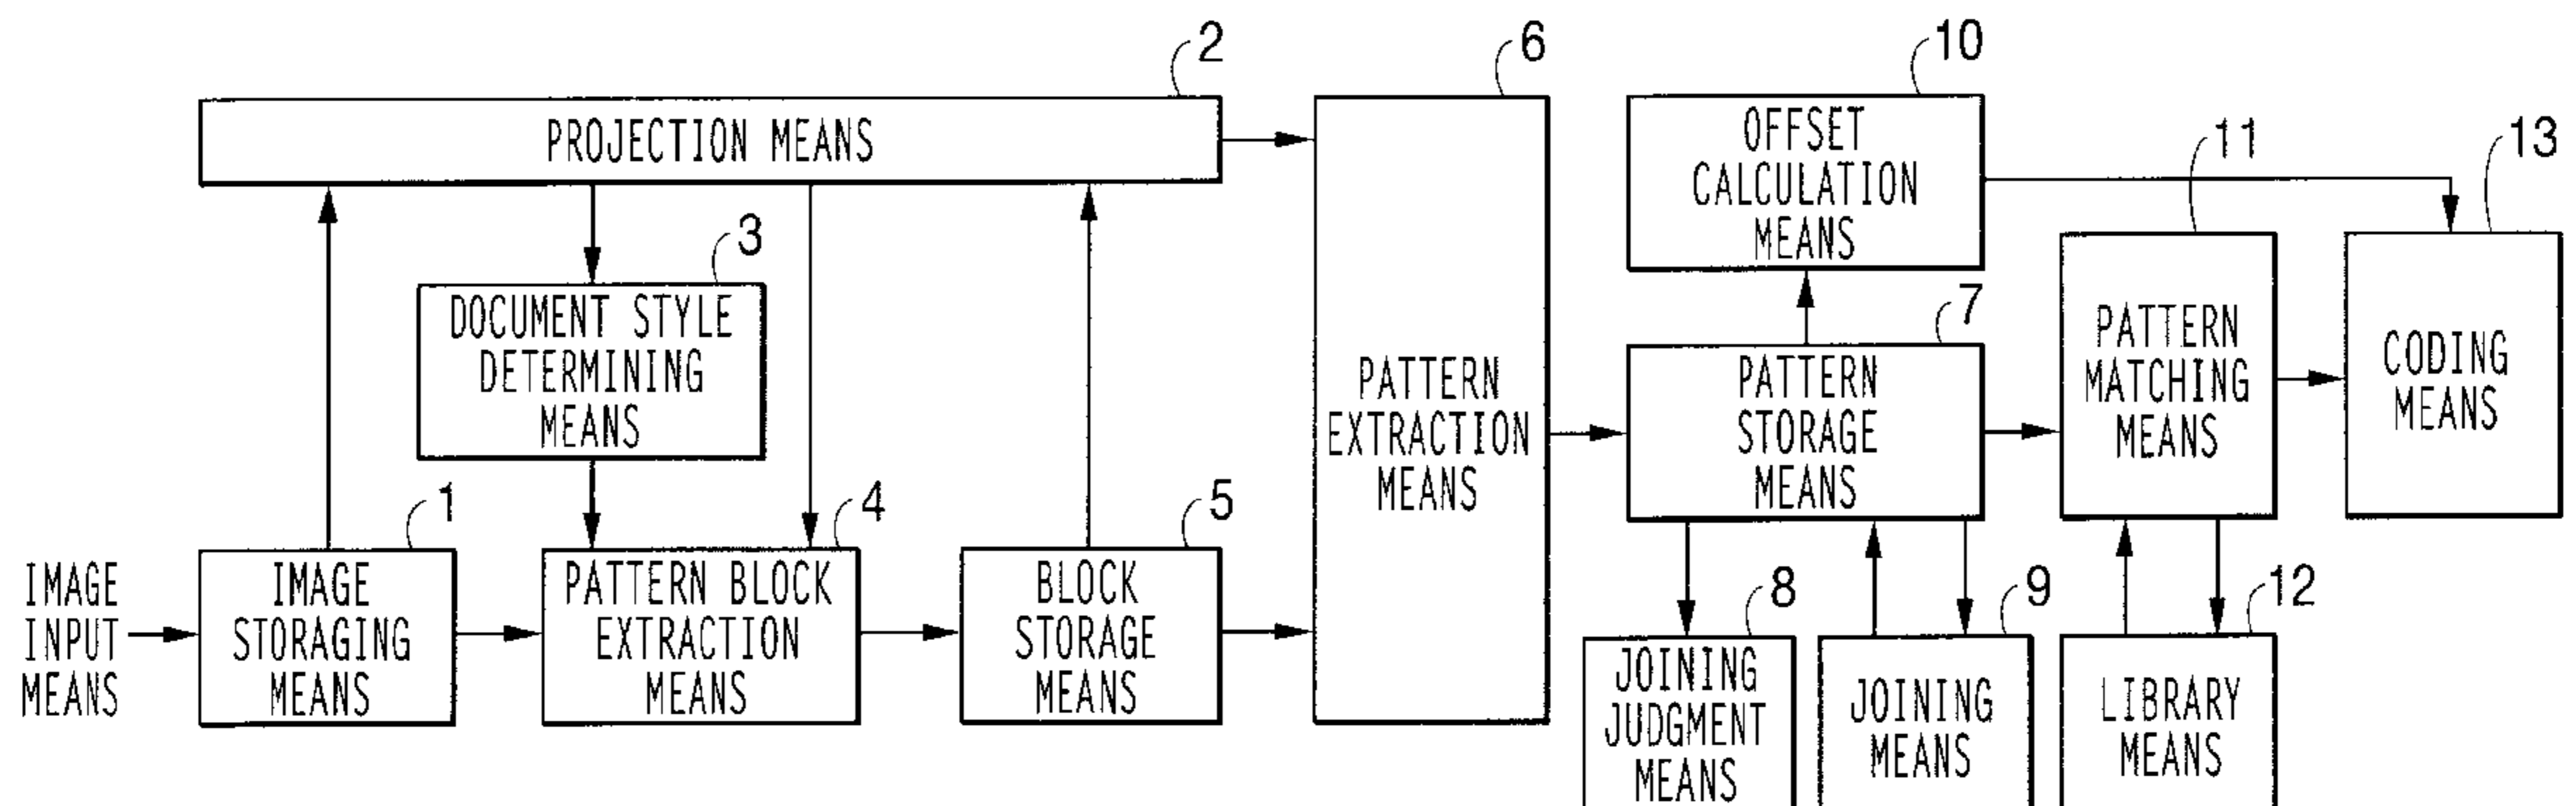 2
PROJECTION MEANS
6
10
OFFSET
CALCULATION
MEANS
11
13
3
DOCUMENT STYLE
DETERMINING
MEANS
7
PATTERN
STORAGE
MEANS
PATTERN
MATCHING
MEANS
CODING
MEANS
PATTERN
EXTRACTION
MEANS
IMAGE
INPUT
MEANS
1
IMAGE
STORAGING
MEANS
4
PATTERN BLOCK
EXTRACTION
MEANS
5
BLOCK
STORAGE
MEANS
8
JOINING
JUDGMENT
MEANS
9
JOINING
MEANS
12
LIBRARY
MEANS